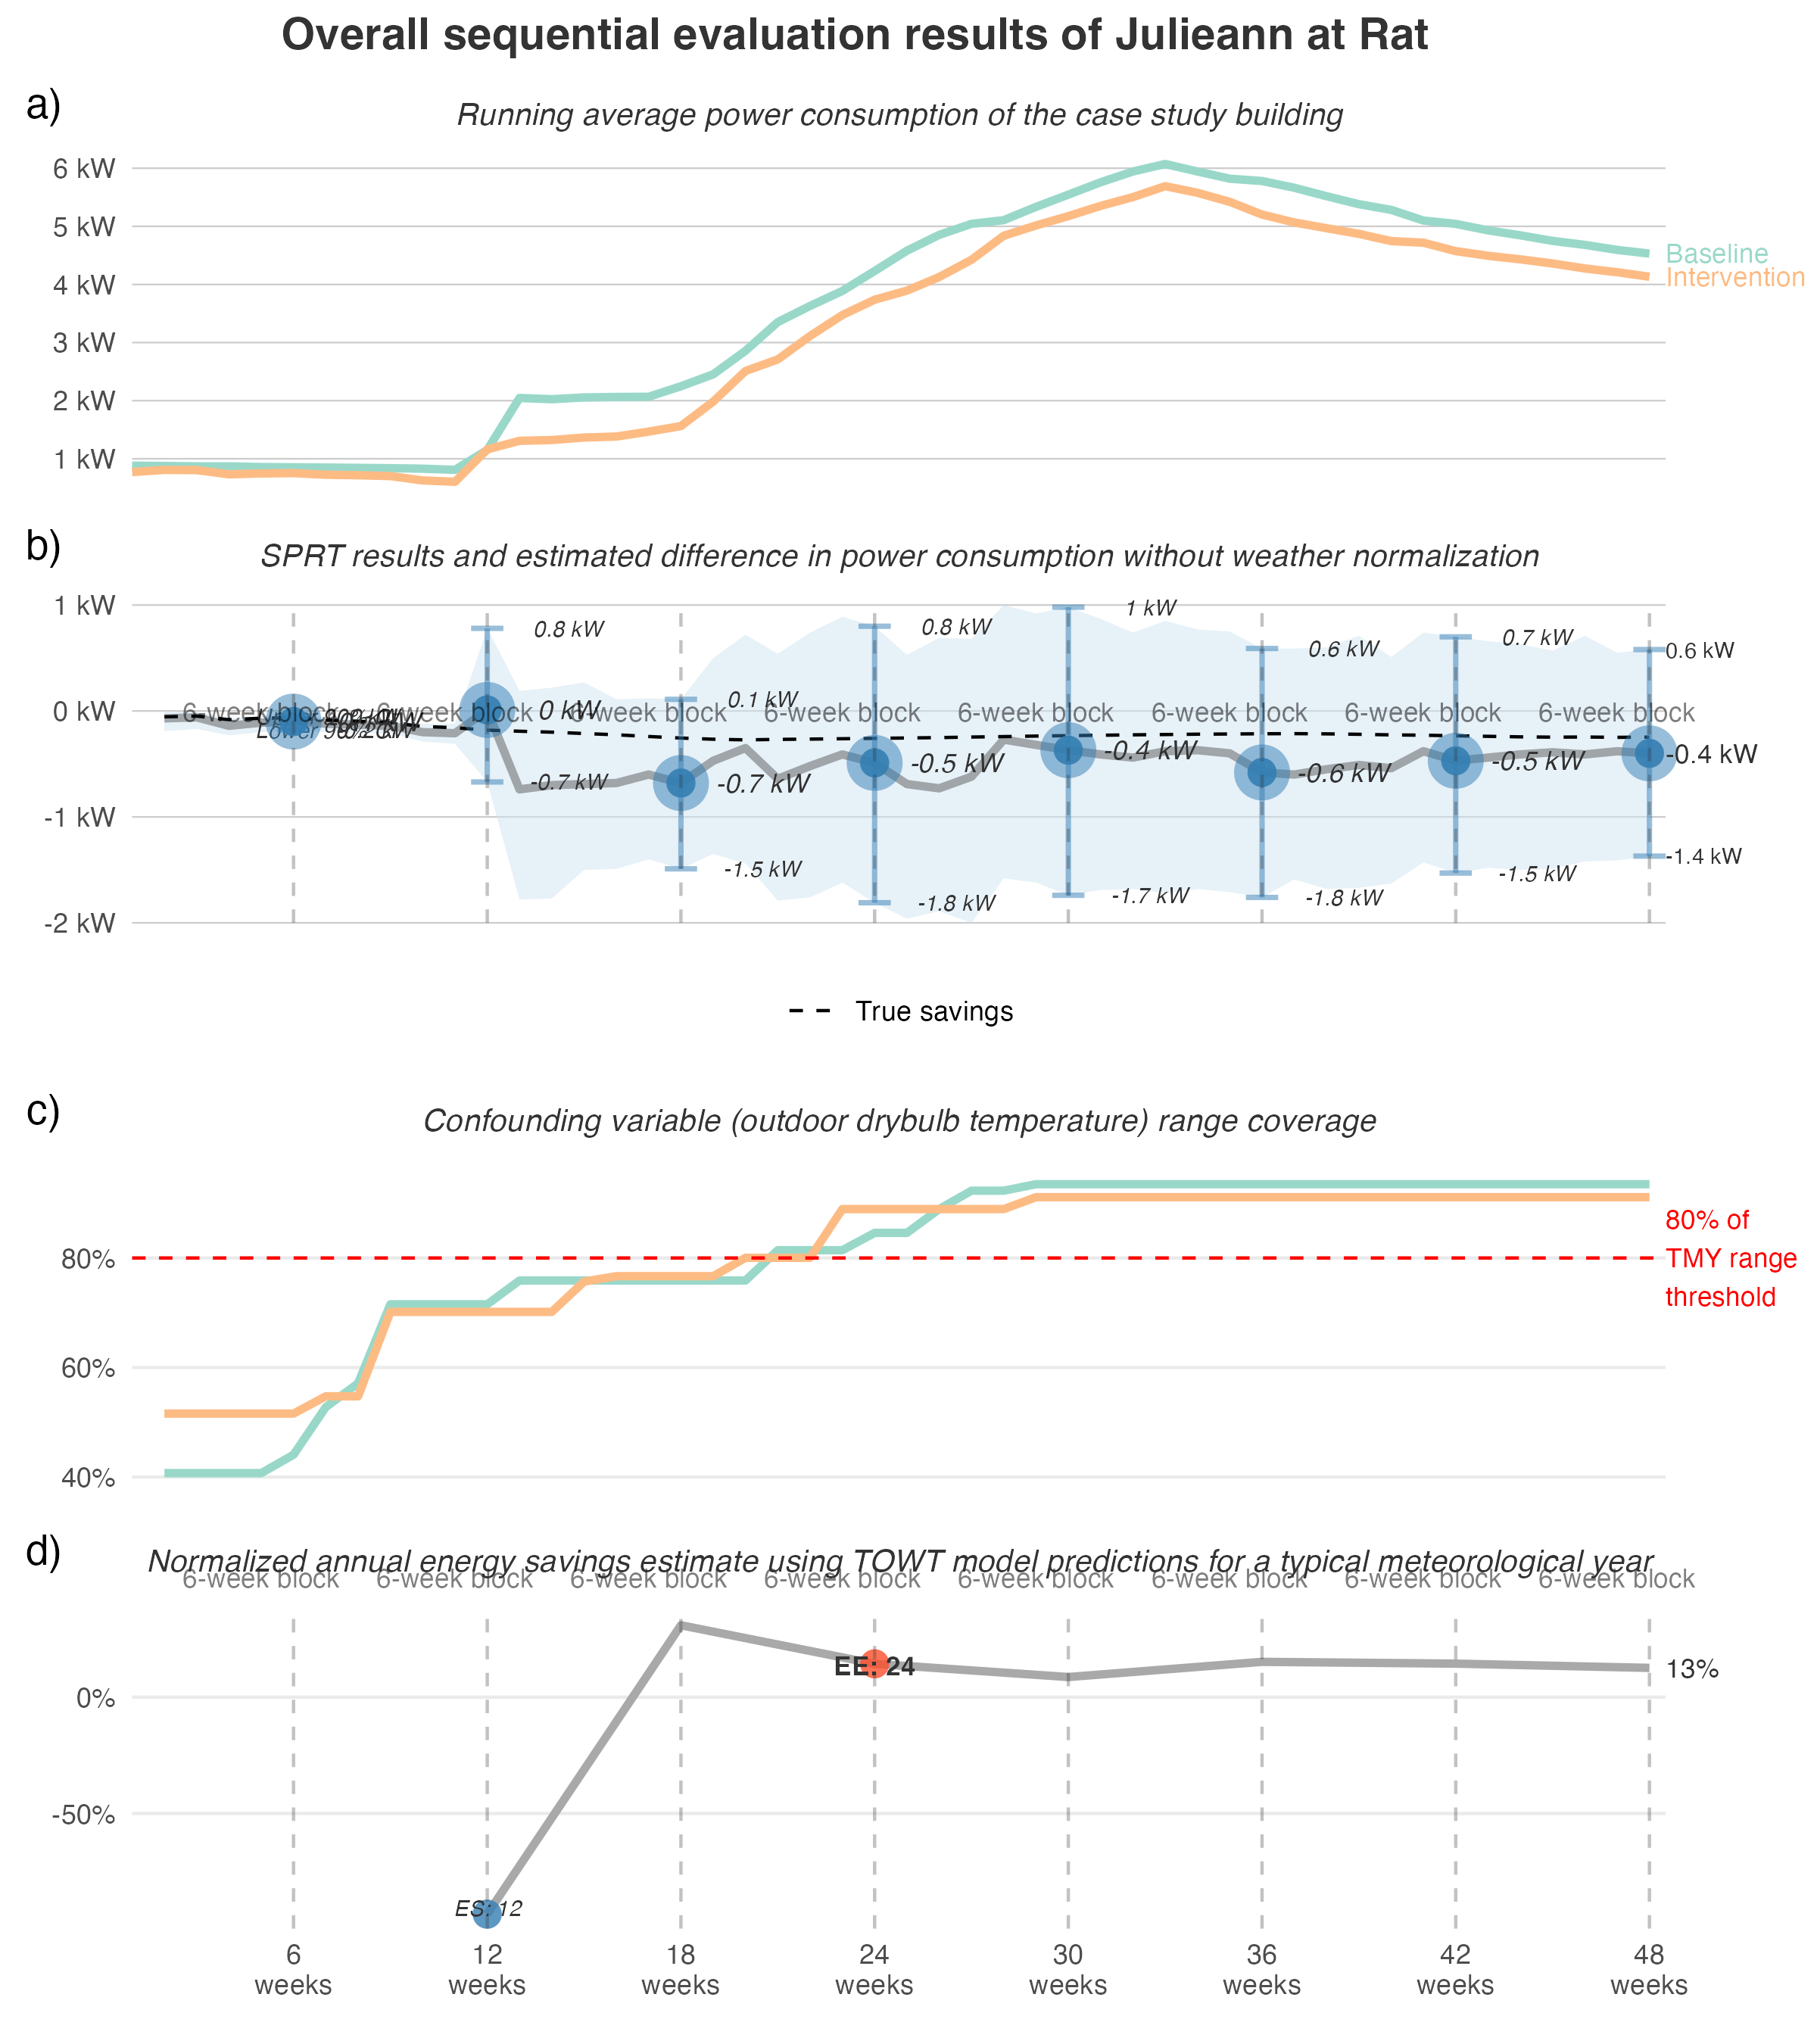 Overall sequential evaluation results of Julieann at Rat
a)
Running average power consumption of the case study building
6 kW
5 kW
4 kW
3 kW
2 kW
1 kW
Baseline
Intervention
b)
SPRT results and estimated difference in power consumption without weather normalization
1 kW
0 kW
-1 kW
-2 kW
6-week block 6-week block 6-week block 6-week block 6-week block 6-week block 6-week block 6-week block
0.8 kW
0 kW
-0.7 kW
0.1 kW
-0.7 kW
-1.5 kW
0.8 kW
-0.5 kW
-1.8 kW
1 kW
-0.4 kW
-1.7 kW
0.6 kW
-0.6 kW
-1.8 kW
0.7 kW
-0.5 kW
-1.5 kW
0.6 kW
-0.4 kW
-1.4 kW
True savings
c)
Confounding variable (outdoor drybulb temperature) range coverage
80%
60%
40%
80% of
TMY range
threshold
d)
Normalized annual energy savings estimate using TOWT model predictions for a typical meteorological year
6-week block 6-week block 6-week block 6-week block 6-week block 6-week block 6-week block 6-week block
0%
-50%
ES: 12
EE: 24
13%
6 12 18 24 30 36 42 48
weeks weeks weeks weeks weeks weeks weeks weeks